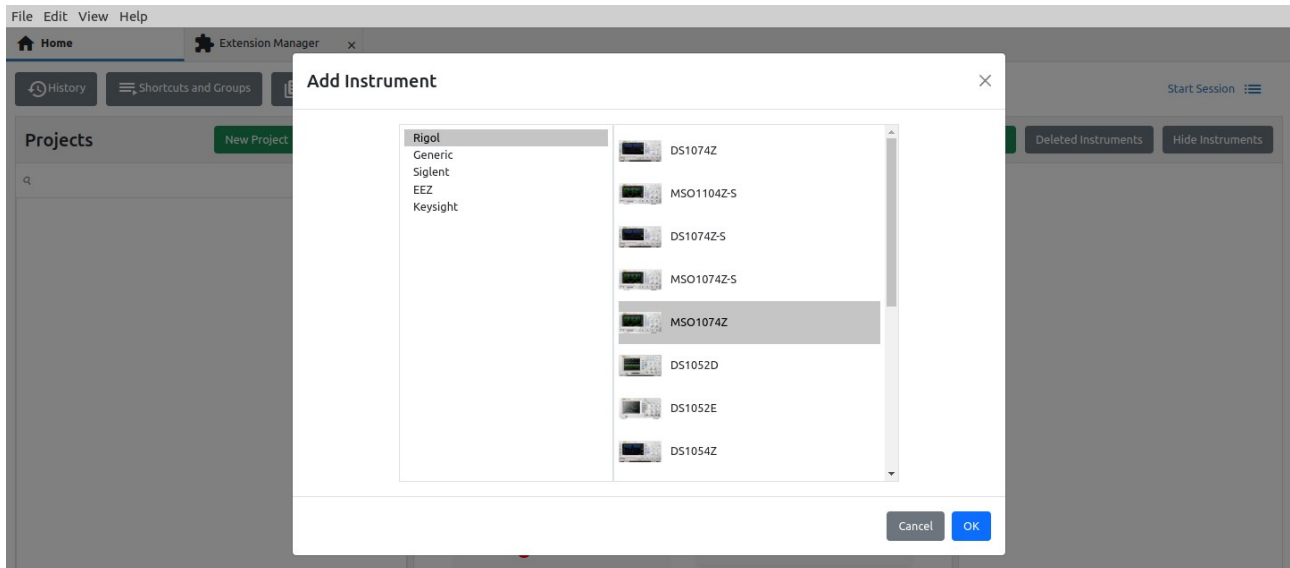 File Edit View Help
Home
Extension Manager
History
Shortcuts and Groups
Start Session
Projects
New Project
Deleted Instruments
Hide Instruments
Add Instrument
Rigol
Generic
Siglent
EEZ
Keysight
DS1074Z
MSO1104Z-S
DS1074Z-S
MSO1074Z-S
MSO1074Z
DS1052D
DS1052E
DS1054Z
Cancel
OK